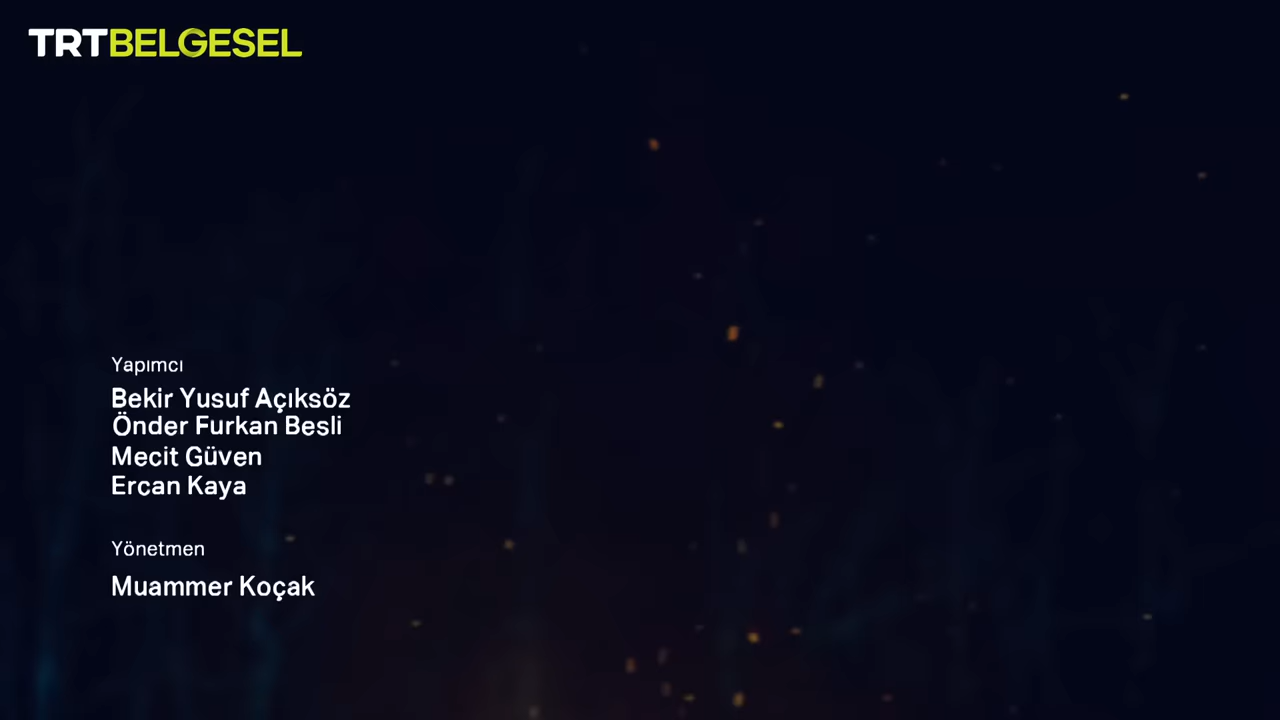 TRTBELGESEL
Yapımcı
Bekir Yusuf Açıksöz
Önder Furkan Besli
Mecit Güven
Ercan Kaya
Yönetmen
Muammer Koçak